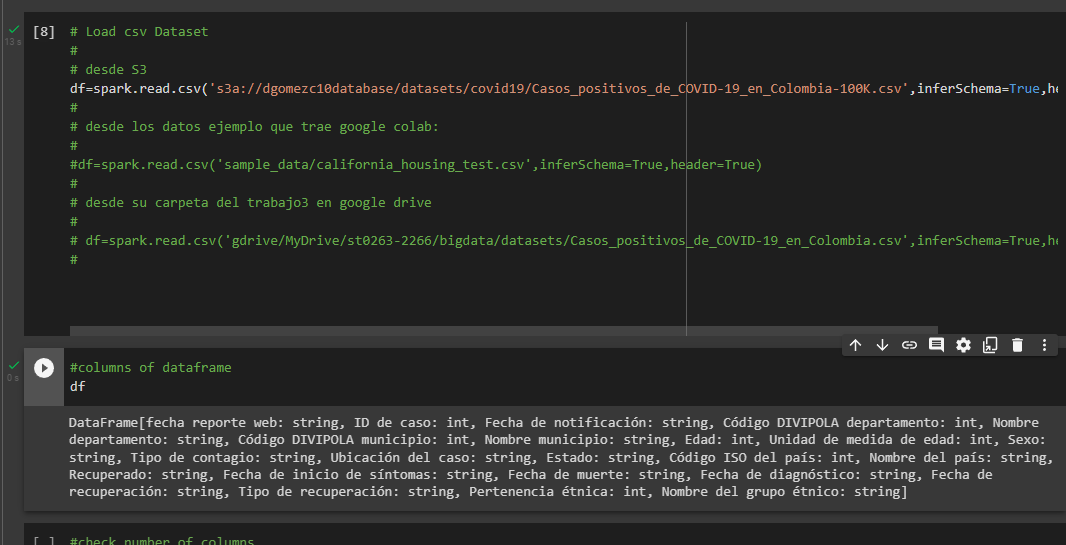 [8] # Load csv Dataset
13 s #
# desde S3
df=spark.read.csv('s3a://dgomezc10database/datasets/covid19/Casos_positivos_de_COVID-19_en_Colombia-100K.csv',inferSchema=True,he
#
# desde los datos ejemplo que trae google colab:
#
#df=spark.read.csv('sample_data/california_housing_test.csv',inferSchema=True,header=True)
#
# desde su carpeta del trabajo3 en google drive
#
# df=spark.read.csv('gdrive/MyDrive/st0263-2266/bigdata/datasets/Casos_positivos_de_COVID-19_en_Colombia.csv',inferSchema=True,he
#
#columns of dataframe
0 s df
DataFrame[fecha reporte web: string, ID de caso: int, Fecha de notificación: string, Código DIVIPOLA departamento: int, Nombre
departamento: string, Código DIVIPOLA municipio: int, Nombre municipio: string, Edad: int, Unidad de medida de edad: int, Sexo:
string, Tipo de contagio: string, Ubicación del caso: string, Estado: string, Código ISO del país: int, Nombre del país: string,
Recuperado: string, Fecha de inicio de síntomas: string, Fecha de muerte: string, Fecha de diagnóstico: string, Fecha de
recuperación: string, Tipo de recuperación: string, Pertenencia étnica: int, Nombre del grupo étnico: string]
[ ] #check number of columns